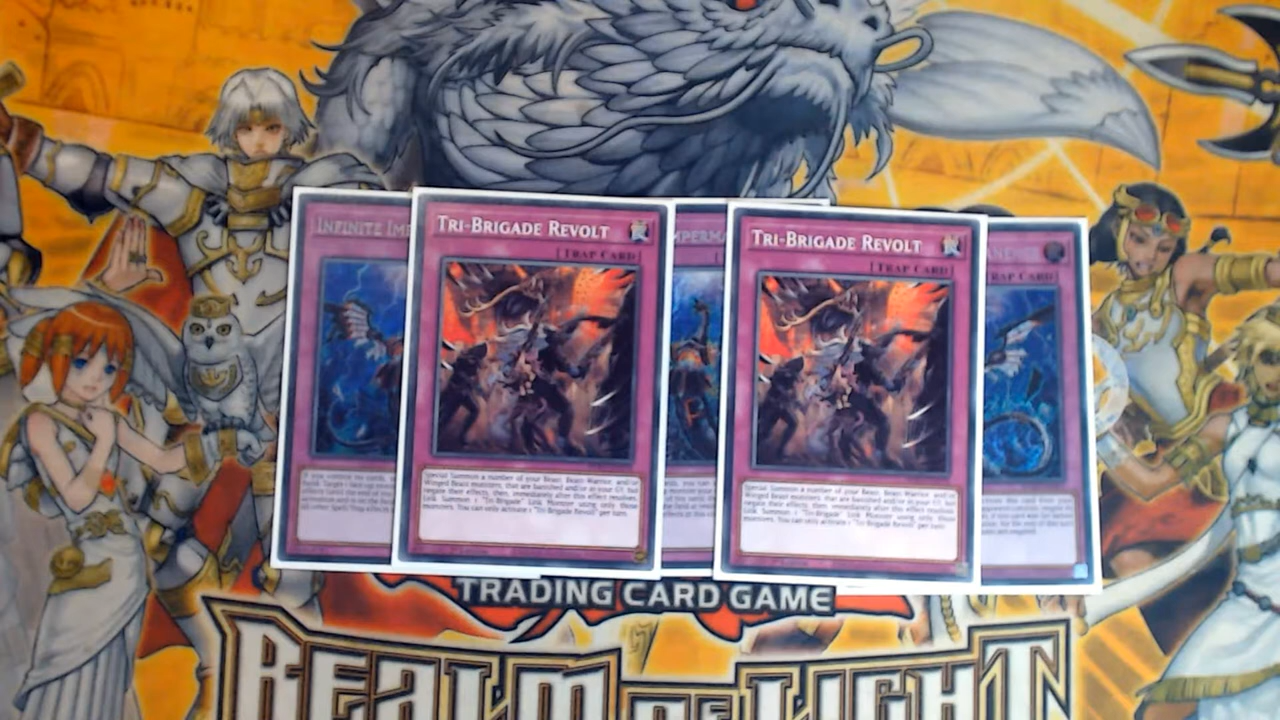 INFINITE IMP
TRI-BRIGADE REVOLT
[TRAP CARD]
Special Summon a number of your Beast, Beast-Warrior, and/or
Winged Beast monsters, that are banished and/or in your GY, but
negate their effects, then, immediately after this effect resolves,
Link Summon 1 "Tri-Brigade" Link Monster using only those
monsters. You can only activate 1 "Tri-Brigade Revolt" per turn.
MPERMA
TRI-BRIGADE REVOLT
[TRAP CARD]
Special Summon a number of your Beast, Beast-Warrior, and/or
Winged Beast monsters, that are banished and/or in your GY, but
negate their effects, then, immediately after this effect resolves,
Link Summon 1 "Tri-Brigade" Link Monster using only those
monsters. You can only activate 1 "Tri-Brigade Revolt" per turn.
TRAP CARD]
TRADING CARD GAME
REALM OF LIGHT